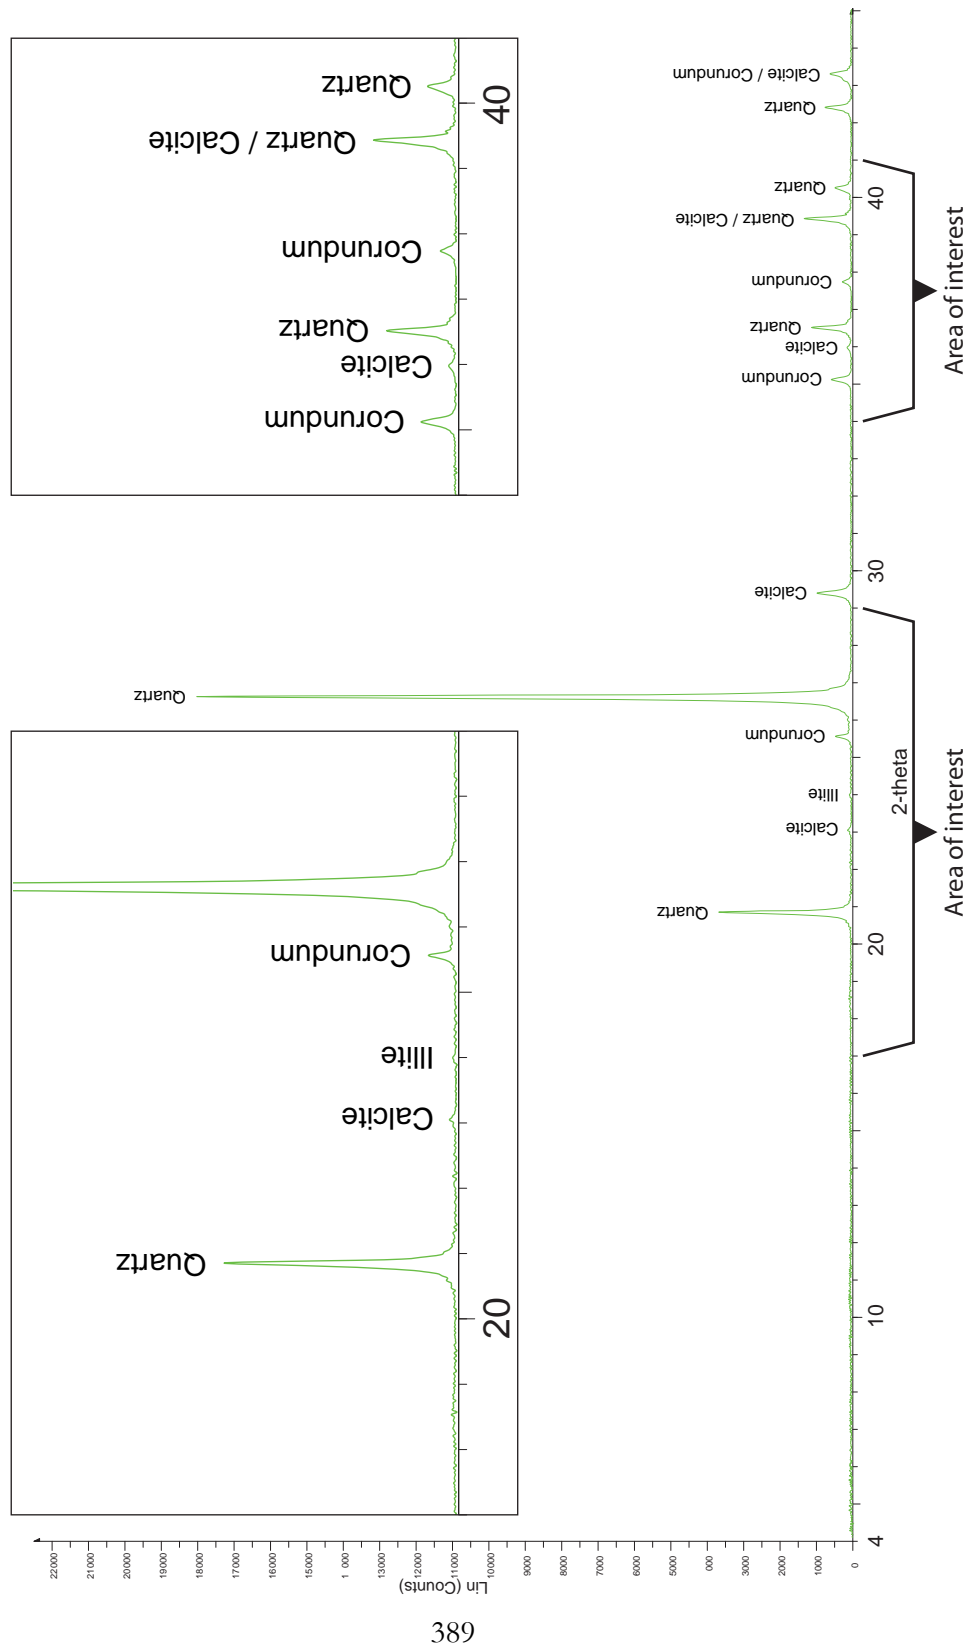 Quartz
Quartz / Calcite
Corundum
Quartz
Calcite
Corundum
40
Calcite / Corundum
Quartz
Quartz
Quartz / Calcite
Corundum
Quartz
Calcite
Corundum
40
Area of interest
Calcite
30
Quartz
Corundum
Illite
Calcite
Quartz
20
2-theta
Area of interest
Corundum
Illite
Calcite
Quartz
20
10
4
22000
21000
20000
19000
18000
17000
16000
15000
1 000
13000
12000
11000
10000
9000
8000
7000
6000
5000
000
3000
2000
1000
0
Lin (Counts)
389